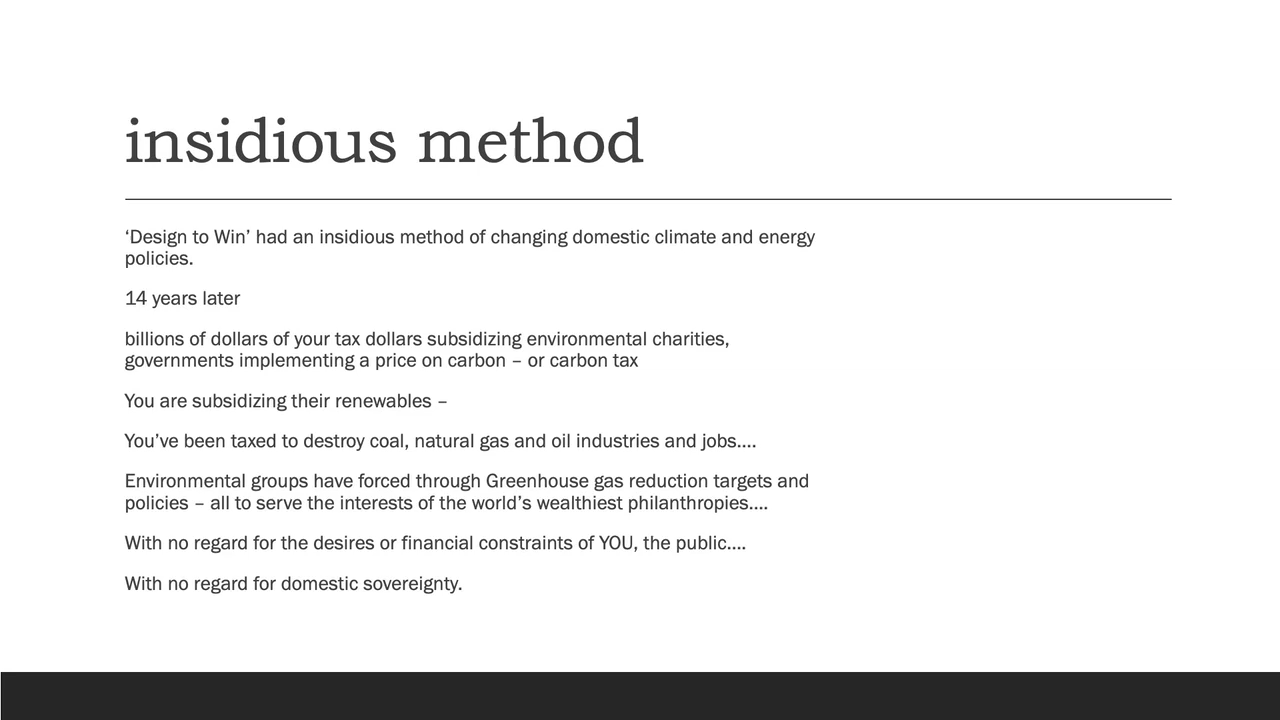 insidious method
‘Design to Win’ had an insidious method of changing domestic climate and energy
policies.
14 years later
billions of dollars of your tax dollars subsidizing environmental charities,
governments implementing a price on carbon – or carbon tax
You are subsidizing their renewables –
You’ve been taxed to destroy coal, natural gas and oil industries and jobs….
Environmental groups have forced through Greenhouse gas reduction targets and
policies – all to serve the interests of the world’s wealthiest philanthropies….
With no regard for the desires or financial constraints of YOU, the public….
With no regard for domestic sovereignty.